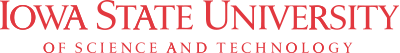 IOWA STATE UNIVERSITY
OF SCIENCE AND TECHNOLOGY